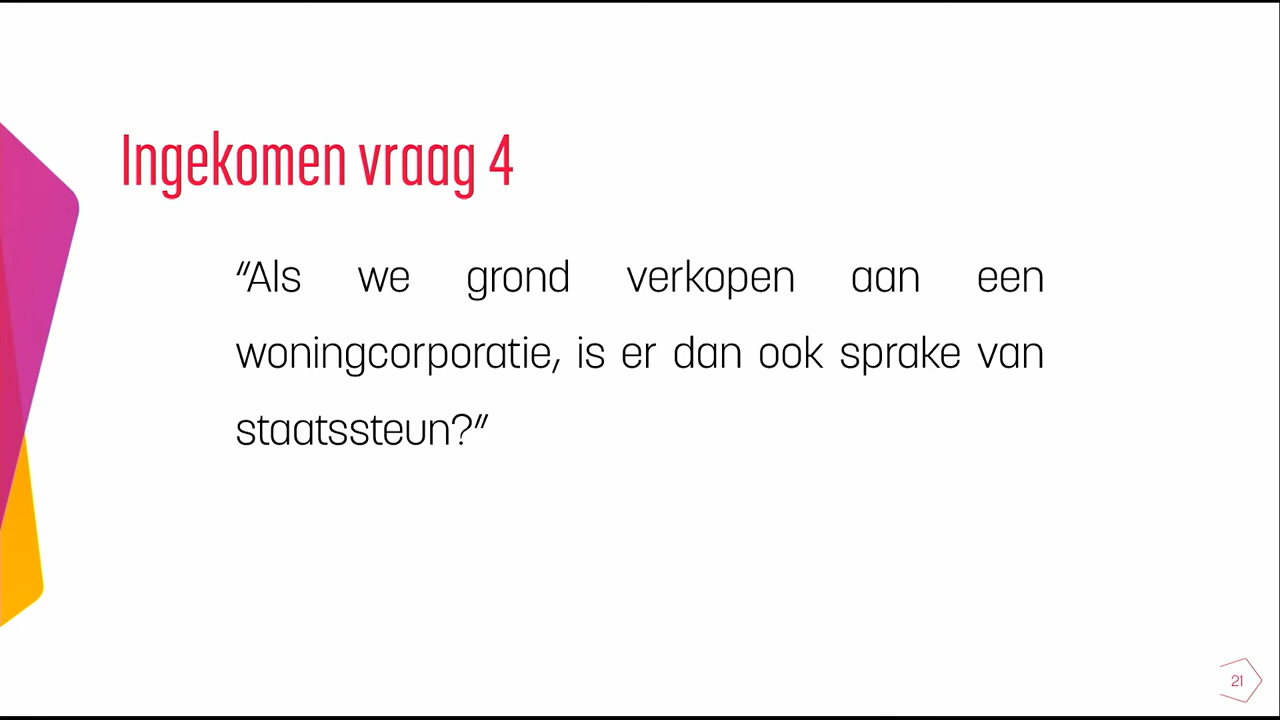 Ingekomen vraag 4
“Als we grond verkopen aan een
woningcorporatie, is er dan ook sprake van
staatssteun?”
21